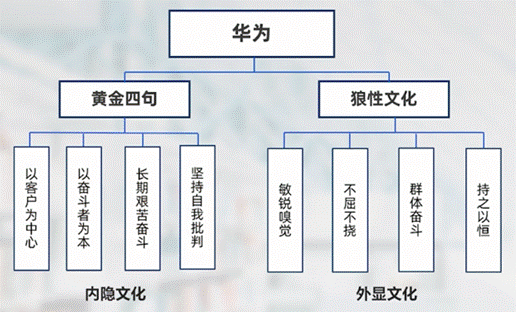 华为
黄金四句
狼性文化
以客户为中心
以奋斗者为本
长期艰苦奋斗
坚持自我批判
敏锐嗅觉
不屈不挠
群体奋斗
持之以恒
内隐文化
外显文化